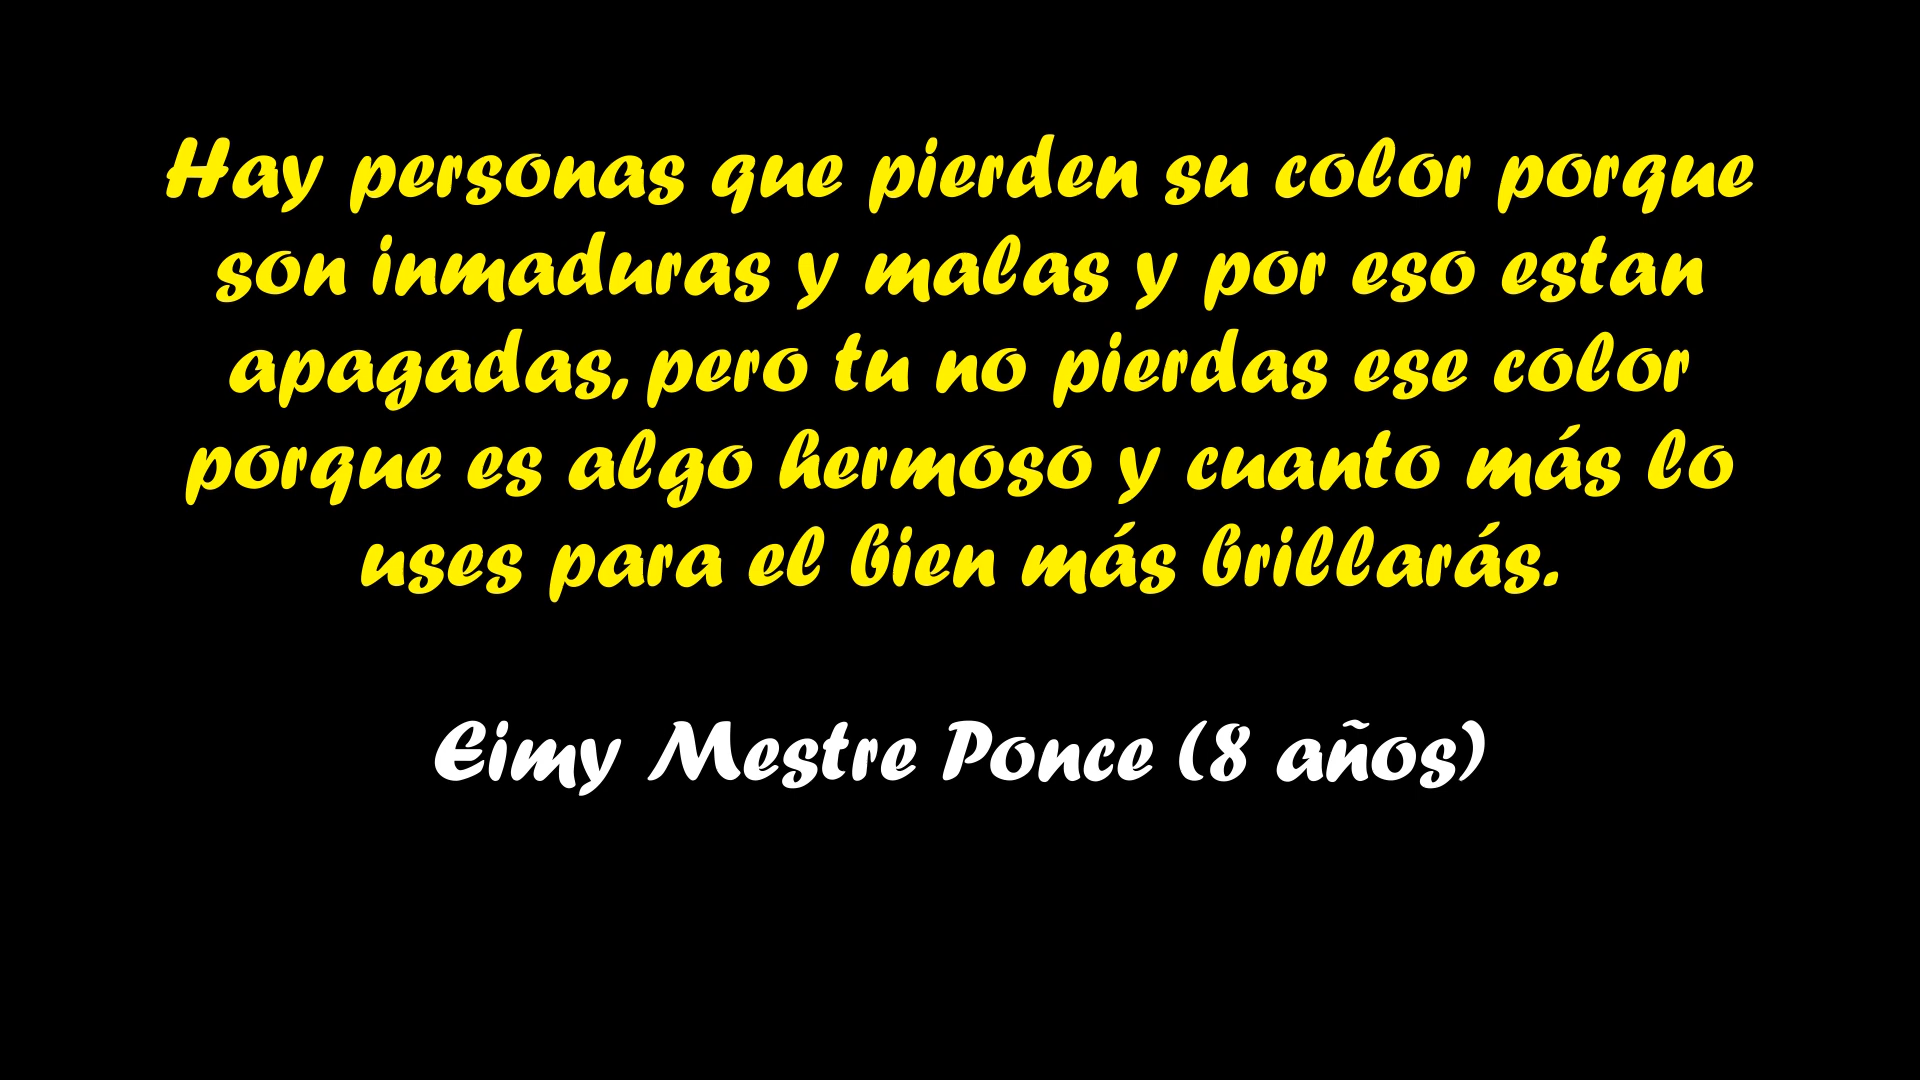 Hay personas que pierden su color porque
son inmaduras y malas y por eso estan
apagadas, pero tu no pierdas ese color
porque es algo hermoso y cuanto más lo
uses para el bien más brillarás.
Eimy Mestre Ponce (8 años)